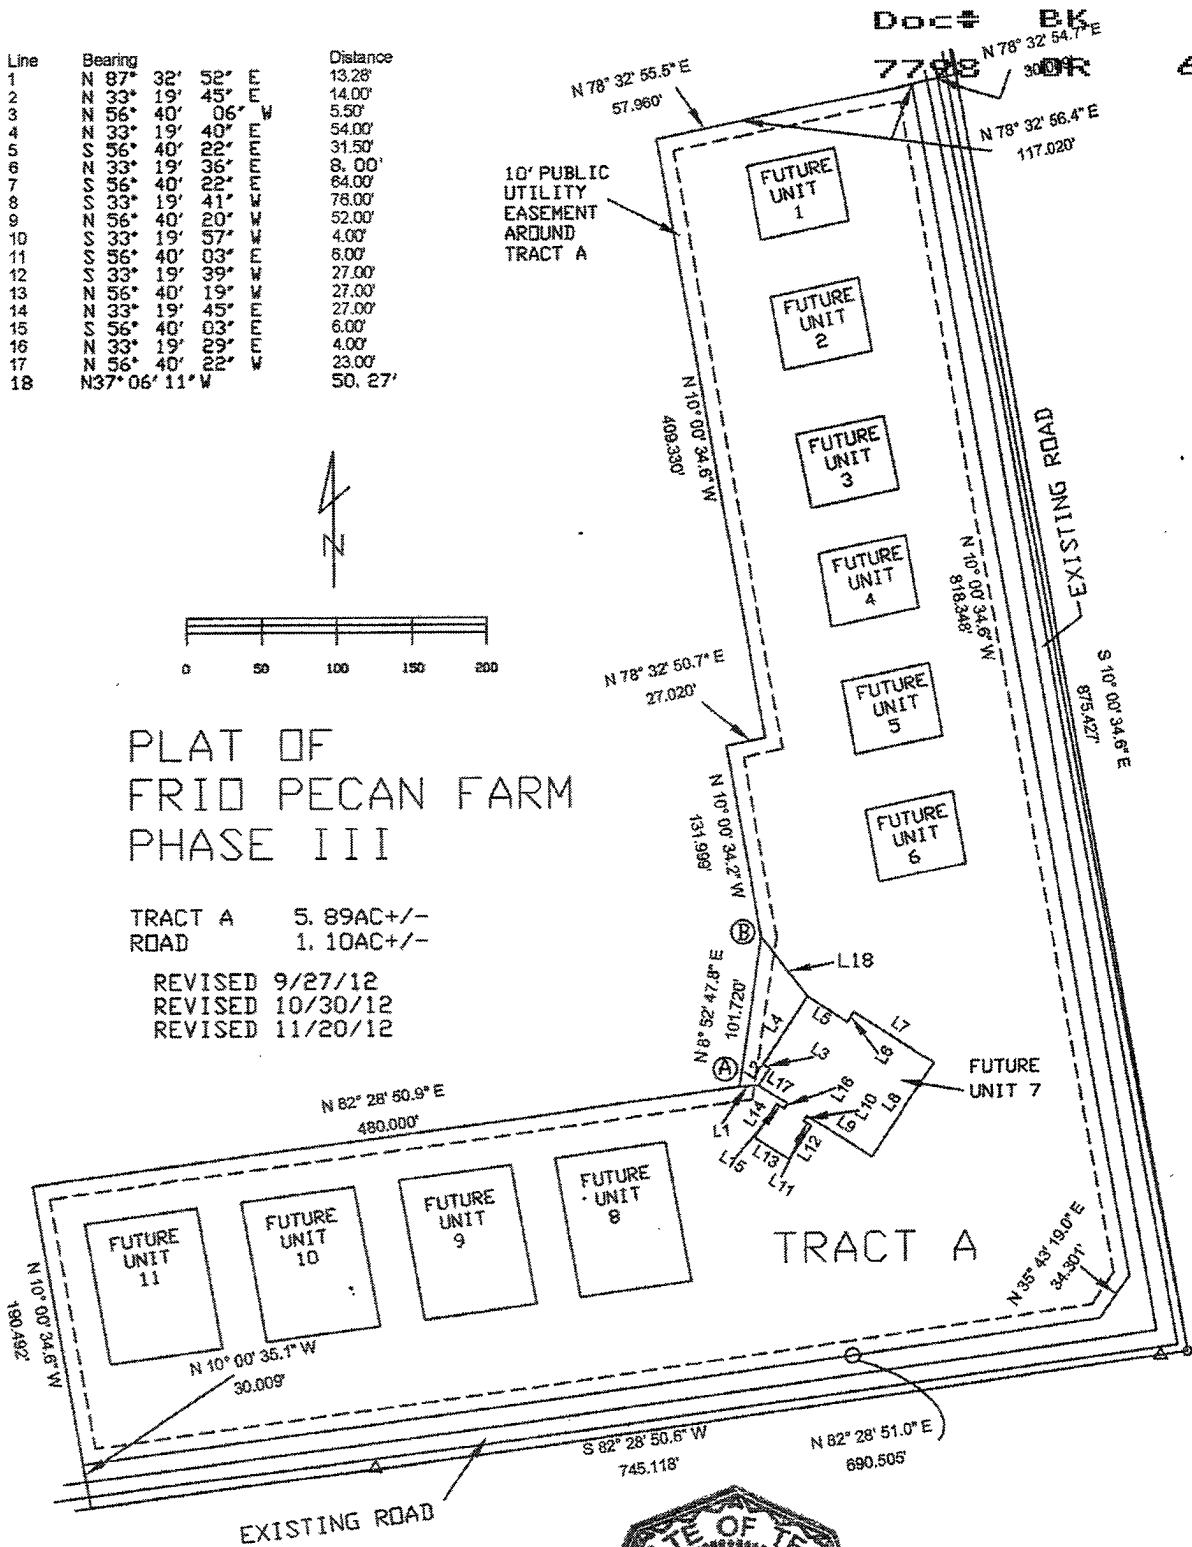 Doc# BK
7798 OR
Line Bearing Distance
1 N 87° 32' 52" E 13.28'
2 N 33° 19' 45" E 14.00'
3 N 56° 40' 06" W 5.50'
4 N 33° 19' 40" E 54.00'
5 S 56° 40' 22" E 31.50'
6 N 33° 19' 36" E 8. 00'
7 S 56° 40' 22" E 64.00'
8 S 33° 19' 41" W 76.00'
9 N 56° 40' 20" W 52.00'
10 S 33° 19' 57" W 4.00'
11 S 56° 40' 03" E 6.00'
12 S 33° 19' 39" W 27.00'
13 N 56° 40' 19" W 27.00'
14 N 33° 19' 45" E 27.00'
15 S 56° 40' 03" E 6.00'
16 N 33° 19' 29" E 4.00'
17 N 56° 40' 22" W 23.00'
18 N37° 06' 11" W 50. 27'
N 78° 32' 54.7" E
N 78° 32' 55.5" E
57.960'
N 78° 32' 56.4" E
117.020'
10' PUBLIC
UTILITY
EASEMENT
AROUND
TRACT A
FUTURE
UNIT
1
FUTURE
UNIT
2
FUTURE
UNIT
3
FUTURE
UNIT
4
FUTURE
UNIT
5
FUTURE
UNIT
6
N 10° 00' 34.6" W
409.330'
EXISTING ROAD
N 10° 00' 34.6" W
818.348'
S 10° 00' 34.6" E
875.427'
N
0 50 100 150 200
N 78° 32' 50.7" E
27.020'
PLAT OF
FRIO PECAN FARM
PHASE III
N 10° 00' 34.2" W
131.999'
TRACT A 5. 89AC+/-
ROAD 1. 10AC+/-
REVISED 9/27/12
REVISED 10/30/12
REVISED 11/20/12
B
L18
N 8° 52' 47.8" E
101.720'
A
L4
L5
L7
L6
L3
L2
L17
L16
L10
L9
L8
L14
L12
L1
L15
L13
L11
FUTURE
UNIT 7
N 82° 28' 50.9" E
480.000'
FUTURE
UNIT
8
FUTURE
UNIT
9
FUTURE
UNIT
10
FUTURE
UNIT
11
TRACT A
N 35° 43' 19.0" E
34.301'
N 10° 00' 34.6" W
190.492'
N 10° 00' 35.1" W
30.009'
S 82° 28' 50.6" W
745.118'
N 82° 28' 51.0" E
690.505'
EXISTING ROAD